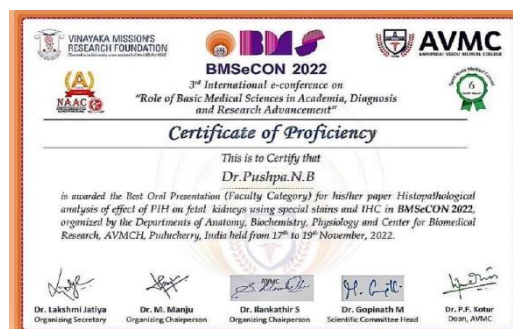 VINAYAKA MISSION'S
RESEARCH FOUNDATION
NAAC
BMS
BMSeCON 2022
AVMC
3rd International e-conference on
"Role of Basic Medical Sciences in Academia, Diagnosis
and Research Advancement"
6
Certificate of Proficiency
This is to Certify that
Dr.Pushpa.N.B
is awarded the Best Oral Presentation (Faculty Category) for his/her paper Histopathological
analysis of effect of PIH on fetal kidneys using special stains and IHC in BMSeCON 2022,
organized by the Departments of Anatomy, Biochemistry, Physiology and Center for Biomedical
Research, AVMCH, Puducherry, India held from 17th to 19th November, 2022.
AVMC
Dr. Lakshmi Jatiya
Organizing Secretary
Dr. M. Manju
Organizing Chairperson
Dr. Ilankathir S
Organizing Chairperson
Dr. Gopinath M
Scientific Committee Head
Dr. P.F. Kotur
Dean, AVMC